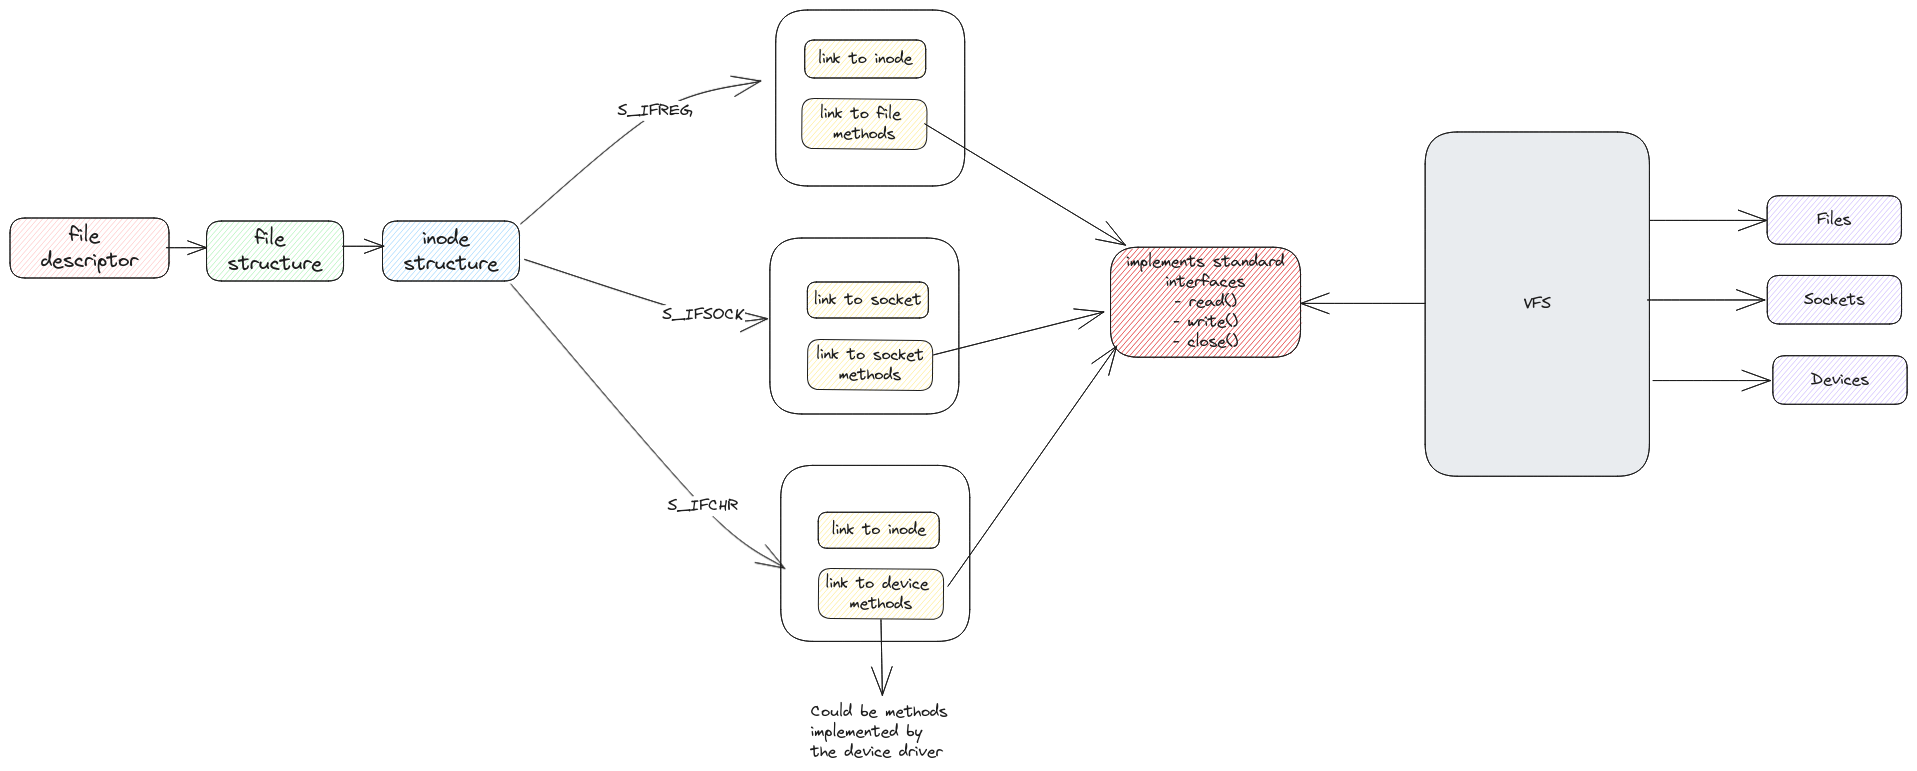 file
descriptor
file
structure
inode
structure
S_IFREG
S_IFSOCK
S_IFCHR
link to inode
link to file
methods
link to socket
link to socket
methods
link to inode
link to device
methods
Could be methods
implemented by
the device driver
implements standard
interfaces
- read()
- write()
- close()
VFS
Files
Sockets
Devices